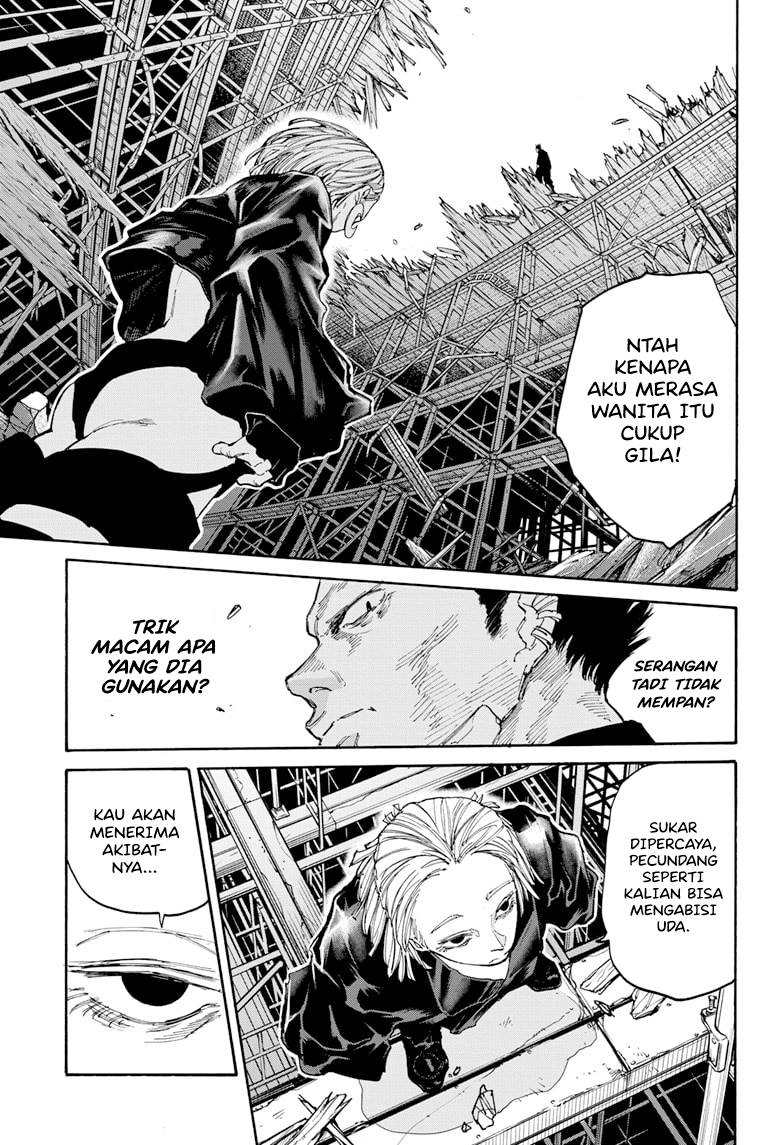 NTAH
KENAPA
AKU MERASA
WANITA ITU
CUKUP
GILA!
SERANGAN
TADI TIDAK
MEMPAN?
TRIK
MACAM APA
YANG DIA
GUNAKAN?
SUKAR
DIPERCAYA,
PECUNDANG
SEPERTI
KALIAN BISA
MENGABISI
UDA.
KAU AKAN
MENERIMA
AKIBAT-
NYA...